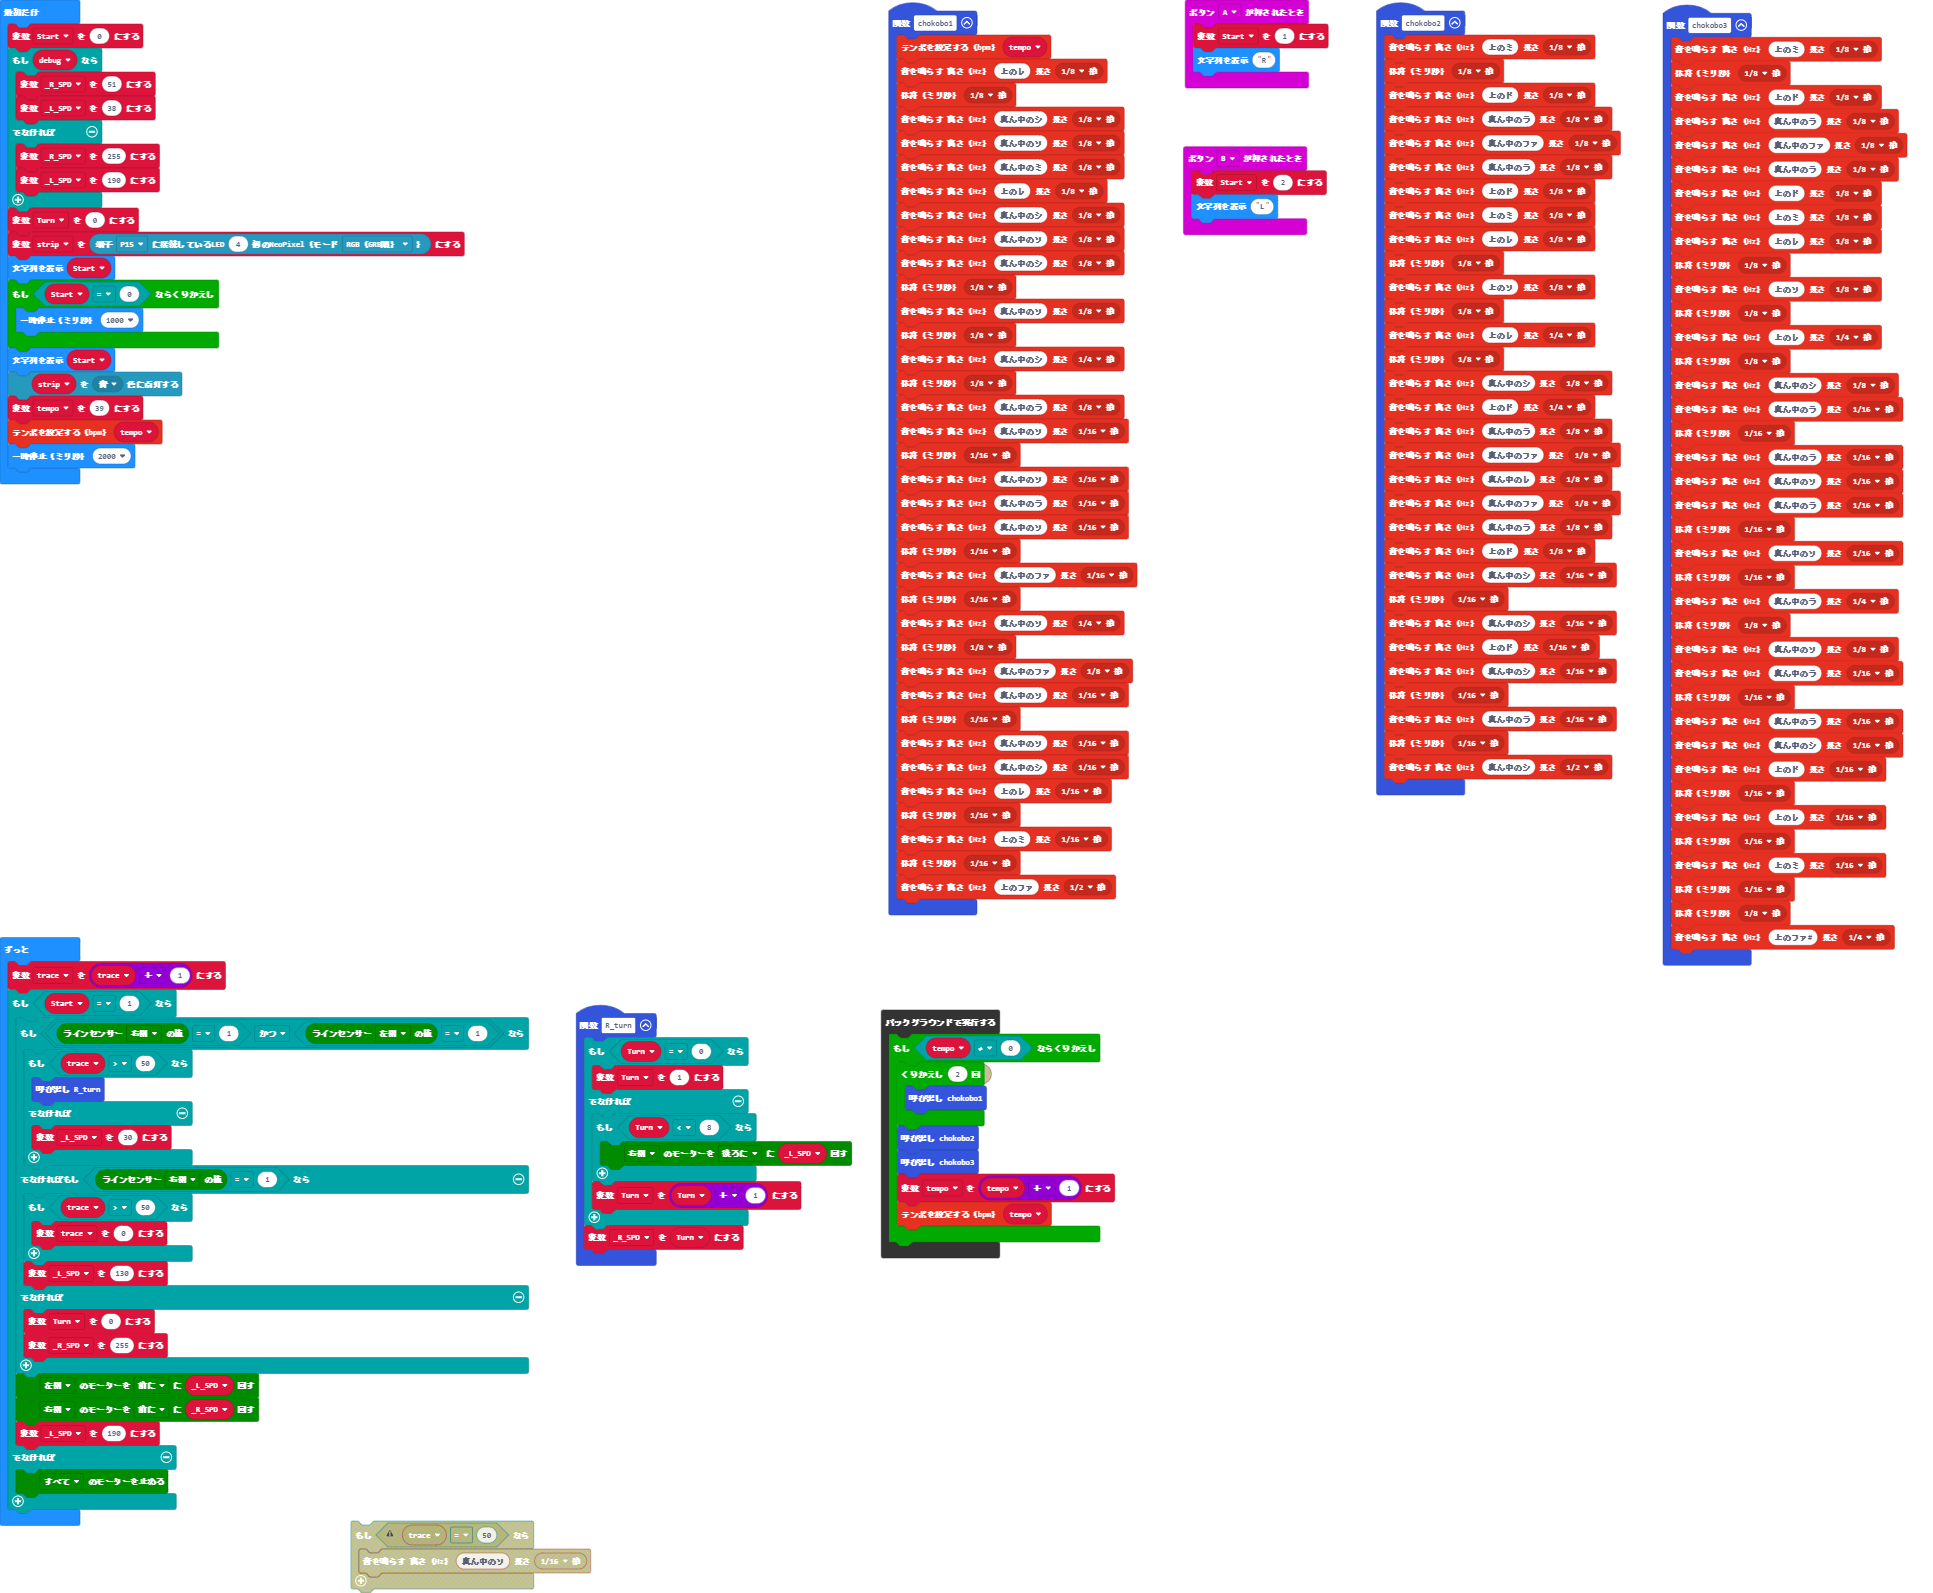 最初だけ
変数 Start ▼ を 0 にする
もし debug ▼ なら
変数 _R_SPD ▼ を 51 にする
変数 _L_SPD ▼ を 38 にする
でなければ
変数 _R_SPD ▼ を 255 にする
変数 _L_SPD ▼ を 190 にする
変数 Turn ▼ を 0 にする
変数 strip ▼ を 端子 P15 ▼ に接続しているLED 4 個のNeoPixel (モード RGB (GRB順) ▼ ) にする
文字列を表示 Start ▼
もし Start ▼ = ▼ 0 ならくりかえし
一時停止 (ミリ秒) 1000 ▼
文字列を表示 Start ▼
strip ▼ を 青 ▼ 色に点灯する
変数 tempo ▼ を 39 にする
テンポを設定する (bpm) tempo ▼
一時停止 (ミリ秒) 2000 ▼
関数 chokobo1
テンポを設定する (bpm) tempo ▼
音を鳴らす 高さ (Hz) 上のレ 長さ 1/8 ▼ 拍
休符 (ミリ秒) 1/8 ▼ 拍
音を鳴らす 高さ (Hz) 真ん中のシ 長さ 1/8 ▼ 拍
音を鳴らす 高さ (Hz) 真ん中のソ 長さ 1/8 ▼ 拍
音を鳴らす 高さ (Hz) 真ん中のミ 長さ 1/8 ▼ 拍
音を鳴らす 高さ (Hz) 上のレ 長さ 1/8 ▼ 拍
音を鳴らす 高さ (Hz) 真ん中のシ 長さ 1/8 ▼ 拍
音を鳴らす 高さ (Hz) 真ん中のソ 長さ 1/8 ▼ 拍
音を鳴らす 高さ (Hz) 真ん中のシ 長さ 1/8 ▼ 拍
休符 (ミリ秒) 1/8 ▼ 拍
音を鳴らす 高さ (Hz) 真ん中のソ 長さ 1/8 ▼ 拍
休符 (ミリ秒) 1/8 ▼ 拍
音を鳴らす 高さ (Hz) 真ん中のシ 長さ 1/4 ▼ 拍
休符 (ミリ秒) 1/8 ▼ 拍
音を鳴らす 高さ (Hz) 真ん中のラ 長さ 1/8 ▼ 拍
音を鳴らす 高さ (Hz) 真ん中のソ 長さ 1/16 ▼ 拍
休符 (ミリ秒) 1/16 ▼ 拍
音を鳴らす 高さ (Hz) 真ん中のソ 長さ 1/16 ▼ 拍
音を鳴らす 高さ (Hz) 真ん中のラ 長さ 1/16 ▼ 拍
音を鳴らす 高さ (Hz) 真ん中のソ 長さ 1/16 ▼ 拍
休符 (ミリ秒) 1/16 ▼ 拍
音を鳴らす 高さ (Hz) 真ん中のファ 長さ 1/16 ▼ 拍
休符 (ミリ秒) 1/16 ▼ 拍
音を鳴らす 高さ (Hz) 真ん中のソ 長さ 1/4 ▼ 拍
休符 (ミリ秒) 1/8 ▼ 拍
音を鳴らす 高さ (Hz) 真ん中のファ 長さ 1/8 ▼ 拍
音を鳴らす 高さ (Hz) 真ん中のソ 長さ 1/16 ▼ 拍
休符 (ミリ秒) 1/16 ▼ 拍
音を鳴らす 高さ (Hz) 真ん中のソ 長さ 1/16 ▼ 拍
音を鳴らす 高さ (Hz) 真ん中のシ 長さ 1/16 ▼ 拍
音を鳴らす 高さ (Hz) 上のレ 長さ 1/16 ▼ 拍
休符 (ミリ秒) 1/16 ▼ 拍
音を鳴らす 高さ (Hz) 上のミ 長さ 1/16 ▼ 拍
休符 (ミリ秒) 1/16 ▼ 拍
音を鳴らす 高さ (Hz) 上のファ 長さ 1/2 ▼ 拍
ボタン A ▼ が押されたとき
変数 Start ▼ を 1 にする
文字列を表示 "R"
ボタン B ▼ が押されたとき
変数 Start ▼ を 2 にする
文字列を表示 "L"
関数 chokobo2
音を鳴らす 高さ (Hz) 上のミ 長さ 1/8 ▼ 拍
休符 (ミリ秒) 1/8 ▼ 拍
音を鳴らす 高さ (Hz) 上のド 長さ 1/8 ▼ 拍
音を鳴らす 高さ (Hz) 真ん中のラ 長さ 1/8 ▼ 拍
音を鳴らす 高さ (Hz) 真ん中のファ 長さ 1/8 ▼ 拍
音を鳴らす 高さ (Hz) 真ん中のラ 長さ 1/8 ▼ 拍
音を鳴らす 高さ (Hz) 上のド 長さ 1/8 ▼ 拍
音を鳴らす 高さ (Hz) 上のミ 長さ 1/8 ▼ 拍
音を鳴らす 高さ (Hz) 上のレ 長さ 1/8 ▼ 拍
休符 (ミリ秒) 1/8 ▼ 拍
音を鳴らす 高さ (Hz) 上のソ 長さ 1/8 ▼ 拍
休符 (ミリ秒) 1/8 ▼ 拍
音を鳴らす 高さ (Hz) 上のレ 長さ 1/4 ▼ 拍
休符 (ミリ秒) 1/8 ▼ 拍
音を鳴らす 高さ (Hz) 真ん中のシ 長さ 1/8 ▼ 拍
音を鳴らす 高さ (Hz) 上のド 長さ 1/4 ▼ 拍
音を鳴らす 高さ (Hz) 真ん中のラ 長さ 1/8 ▼ 拍
音を鳴らす 高さ (Hz) 真ん中のファ 長さ 1/8 ▼ 拍
音を鳴らす 高さ (Hz) 真ん中のレ 長さ 1/8 ▼ 拍
音を鳴らす 高さ (Hz) 真ん中のファ 長さ 1/8 ▼ 拍
音を鳴らす 高さ (Hz) 真ん中のラ 長さ 1/8 ▼ 拍
音を鳴らす 高さ (Hz) 上のド 長さ 1/8 ▼ 拍
音を鳴らす 高さ (Hz) 真ん中のシ 長さ 1/16 ▼ 拍
休符 (ミリ秒) 1/16 ▼ 拍
音を鳴らす 高さ (Hz) 真ん中のシ 長さ 1/16 ▼ 拍
音を鳴らす 高さ (Hz) 上のド 長さ 1/16 ▼ 拍
音を鳴らす 高さ (Hz) 真ん中のシ 長さ 1/16 ▼ 拍
休符 (ミリ秒) 1/16 ▼ 拍
音を鳴らす 高さ (Hz) 真ん中のラ 長さ 1/16 ▼ 拍
休符 (ミリ秒) 1/16 ▼ 拍
音を鳴らす 高さ (Hz) 真ん中のシ 長さ 1/2 ▼ 拍
関数 chokobo3
音を鳴らす 高さ (Hz) 上のミ 長さ 1/8 ▼ 拍
休符 (ミリ秒) 1/8 ▼ 拍
音を鳴らす 高さ (Hz) 上のド 長さ 1/8 ▼ 拍
音を鳴らす 高さ (Hz) 真ん中のラ 長さ 1/8 ▼ 拍
音を鳴らす 高さ (Hz) 真ん中のファ 長さ 1/8 ▼ 拍
音を鳴らす 高さ (Hz) 真ん中のラ 長さ 1/8 ▼ 拍
音を鳴らす 高さ (Hz) 上のド 長さ 1/8 ▼ 拍
音を鳴らす 高さ (Hz) 上のミ 長さ 1/8 ▼ 拍
音を鳴らす 高さ (Hz) 上のレ 長さ 1/8 ▼ 拍
休符 (ミリ秒) 1/8 ▼ 拍
音を鳴らす 高さ (Hz) 上のソ 長さ 1/8 ▼ 拍
休符 (ミリ秒) 1/8 ▼ 拍
音を鳴らす 高さ (Hz) 上のレ 長さ 1/4 ▼ 拍
休符 (ミリ秒) 1/8 ▼ 拍
音を鳴らす 高さ (Hz) 真ん中のシ 長さ 1/8 ▼ 拍
音を鳴らす 高さ (Hz) 真ん中のラ 長さ 1/16 ▼ 拍
休符 (ミリ秒) 1/16 ▼ 拍
音を鳴らす 高さ (Hz) 真ん中のラ 長さ 1/16 ▼ 拍
音を鳴らす 高さ (Hz) 真ん中のソ 長さ 1/16 ▼ 拍
音を鳴らす 高さ (Hz) 真ん中のラ 長さ 1/16 ▼ 拍
休符 (ミリ秒) 1/16 ▼ 拍
音を鳴らす 高さ (Hz) 真ん中のソ 長さ 1/16 ▼ 拍
休符 (ミリ秒) 1/16 ▼ 拍
音を鳴らす 高さ (Hz) 真ん中のラ 長さ 1/4 ▼ 拍
休符 (ミリ秒) 1/8 ▼ 拍
音を鳴らす 高さ (Hz) 真ん中のソ 長さ 1/8 ▼ 拍
音を鳴らす 高さ (Hz) 真ん中のラ 長さ 1/16 ▼ 拍
休符 (ミリ秒) 1/16 ▼ 拍
音を鳴らす 高さ (Hz) 真ん中のラ 長さ 1/16 ▼ 拍
音を鳴らす 高さ (Hz) 真ん中のシ 長さ 1/16 ▼ 拍
音を鳴らす 高さ (Hz) 上のド 長さ 1/16 ▼ 拍
休符 (ミリ秒) 1/16 ▼ 拍
音を鳴らす 高さ (Hz) 上のレ 長さ 1/16 ▼ 拍
休符 (ミリ秒) 1/16 ▼ 拍
音を鳴らす 高さ (Hz) 上のミ 長さ 1/16 ▼ 拍
休符 (ミリ秒) 1/16 ▼ 拍
休符 (ミリ秒) 1/8 ▼ 拍
音を鳴らす 高さ (Hz) 上のファ# 長さ 1/4 ▼ 拍
ずっと
変数 trace ▼ を trace ▼ + ▼ 1 にする
もし Start ▼ = ▼ 1 なら
もし ラインセンサー 右側 ▼ の値 = ▼ 1 かつ ▼ ラインセンサー 左側 ▼ の値 = ▼ 1 なら
もし trace ▼ > ▼ 50 なら
呼び出し R_turn
でなければ
変数 _L_SPD ▼ を 30 にする
でなければもし ラインセンサー 右側 ▼ の値 = ▼ 1 なら
もし trace ▼ > ▼ 50 なら
変数 trace ▼ を 0 にする
変数 _L_SPD ▼ を 130 にする
でなければ
変数 Turn ▼ を 0 にする
変数 _R_SPD ▼ を 255 にする
左側 ▼ のモーターを 前に ▼ に _L_SPD ▼ 回す
右側 ▼ のモーターを 前に ▼ に _R_SPD ▼ 回す
変数 _L_SPD ▼ を 190 にする
でなければ
すべて ▼ のモーターを止める
関数 R_turn
もし Turn ▼ = ▼ 0 なら
変数 Turn ▼ を 1 にする
でなければ
もし Turn ▼ < ▼ 8 なら
右側 ▼ のモーターを 後ろに ▼ に _L_SPD ▼ 回す
変数 Turn ▼ を Turn ▼ + ▼ 1 にする
変数 _R_SPD ▼ を Turn ▼ にする
バックグラウンドで実行する
もし tempo ▼ ≠ ▼ 0 ならくりかえし
くりかえし 2 回
呼び出し chokobo1
呼び出し chokobo2
呼び出し chokobo3
変数 tempo ▼ を tempo ▼ + ▼ 1 にする
テンポを設定する (bpm) tempo ▼
もし trace ▼ = ▼ 50 なら
音を鳴らす 高さ (Hz) 真ん中のソ 長さ 1/16 ▼ 拍